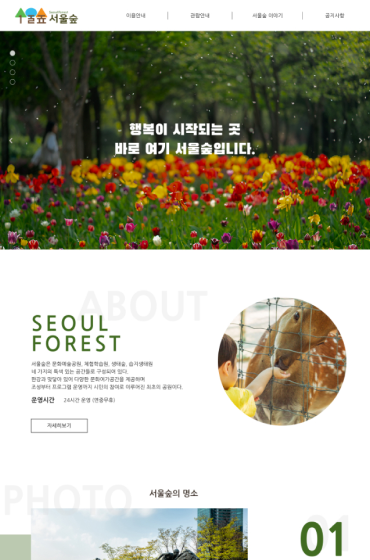 서울숲 서울숲
이용안내
관람안내
서울숲 이야기
공지사항
행복이 시작되는 곳
바로 여기 서울숲입니다.
ABOUT
SEOUL
FOREST
서울숲은 문화예술공원, 체험학습원, 생태숲, 습지생태원
네 가지의 특색 있는 공간들로 구성되어 있다.
한강과 맞닿아 있어 다양한 문화여가공간을 제공하며
조성부터 프로그램 운영까지 시민의 참여로 이루어진 최초의 공원이다.
운영시간 24시간 운영 (연중무휴)
자세히보기
PHOTO
서울숲의 명소
01
01